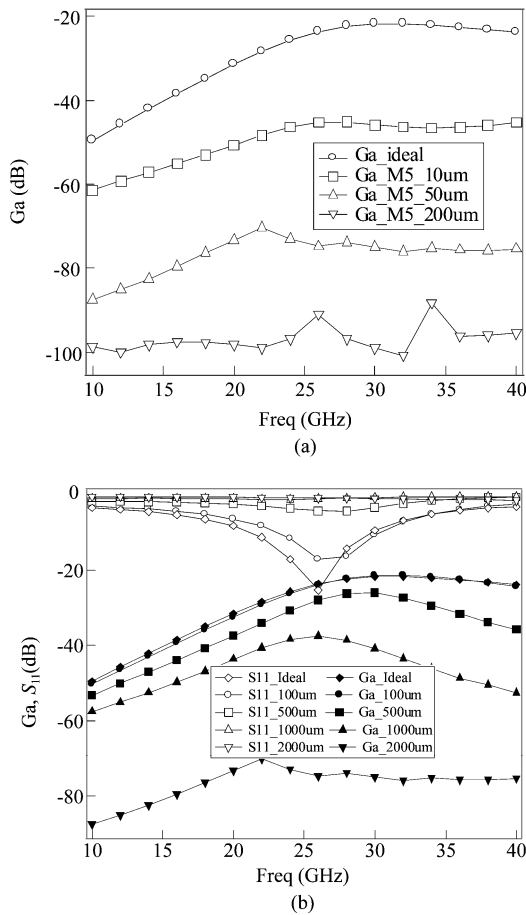 -20
-40
-60
-80
-100
Ga (dB)
Ga_ideal
Ga_M5_10um
Ga_M5_50um
Ga_M5_200um
10 15 20 25 30 35 40
Freq (GHz)
(a)
0
-20
-40
-60
-80
Ga, S11(dB)
S11_Ideal Ga_Ideal
S11_100um Ga_100um
S11_500um Ga_500um
S11_1000um Ga_1000um
S11_2000um Ga_2000um
10 15 20 25 30 35 40
Freq (GHz)
(b)